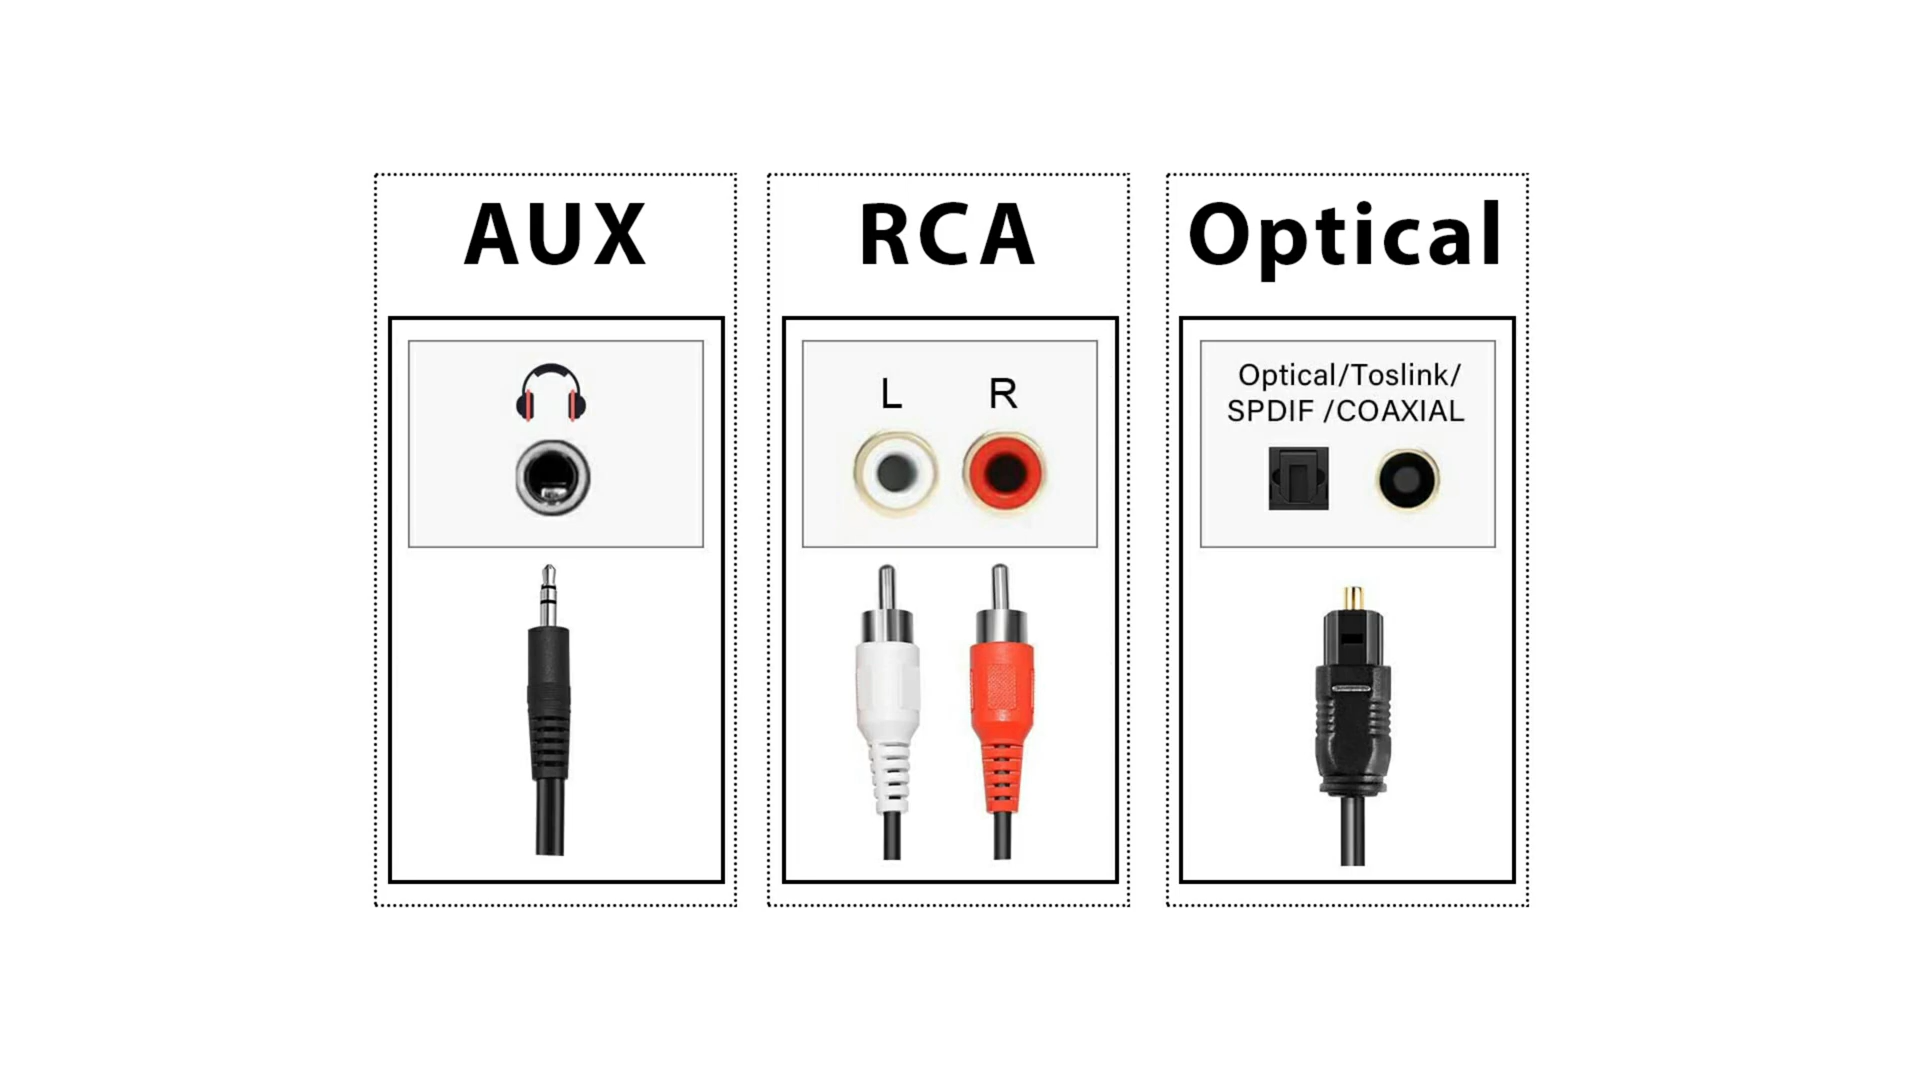 AUX
RCA
Optical
L R
Optical/Toslink/
SPDIF /COAXIAL